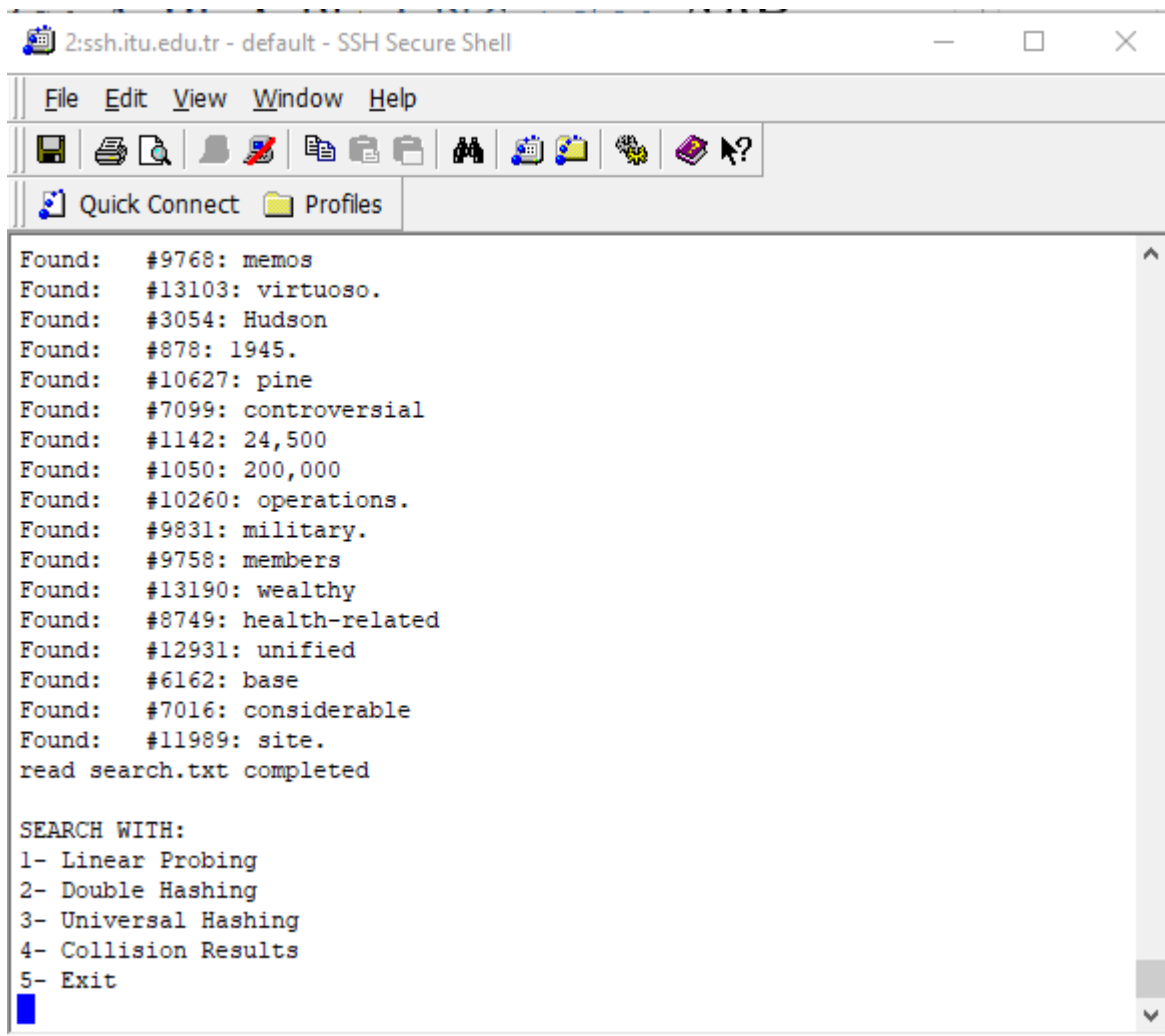 2:ssh.itu.edu.tr - default - SSH Secure Shell
File Edit View Window Help
Quick Connect Profiles
Found: #9768: memos
Found: #13103: virtuoso.
Found: #3054: Hudson
Found: #878: 1945.
Found: #10627: pine
Found: #7099: controversial
Found: #1142: 24,500
Found: #1050: 200,000
Found: #10260: operations.
Found: #9831: military.
Found: #9758: members
Found: #13190: wealthy
Found: #8749: health-related
Found: #12931: unified
Found: #6162: base
Found: #7016: considerable
Found: #11989: site.
read search.txt completed
SEARCH WITH:
1- Linear Probing
2- Double Hashing
3- Universal Hashing
4- Collision Results
5- Exit